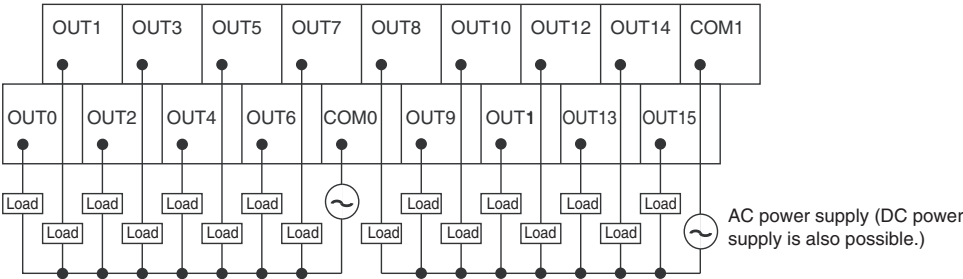 OUT1 OUT3 OUT5 OUT7 OUT8 OUT10 OUT12 OUT14 COM1
OUT0 OUT2 OUT4 OUT6 COM0 OUT9 OUT1 OUT13 OUT15
Load Load Load Load Load Load Load Load
Load Load Load Load Load Load Load Load
AC power supply (DC power
supply is also possible.)